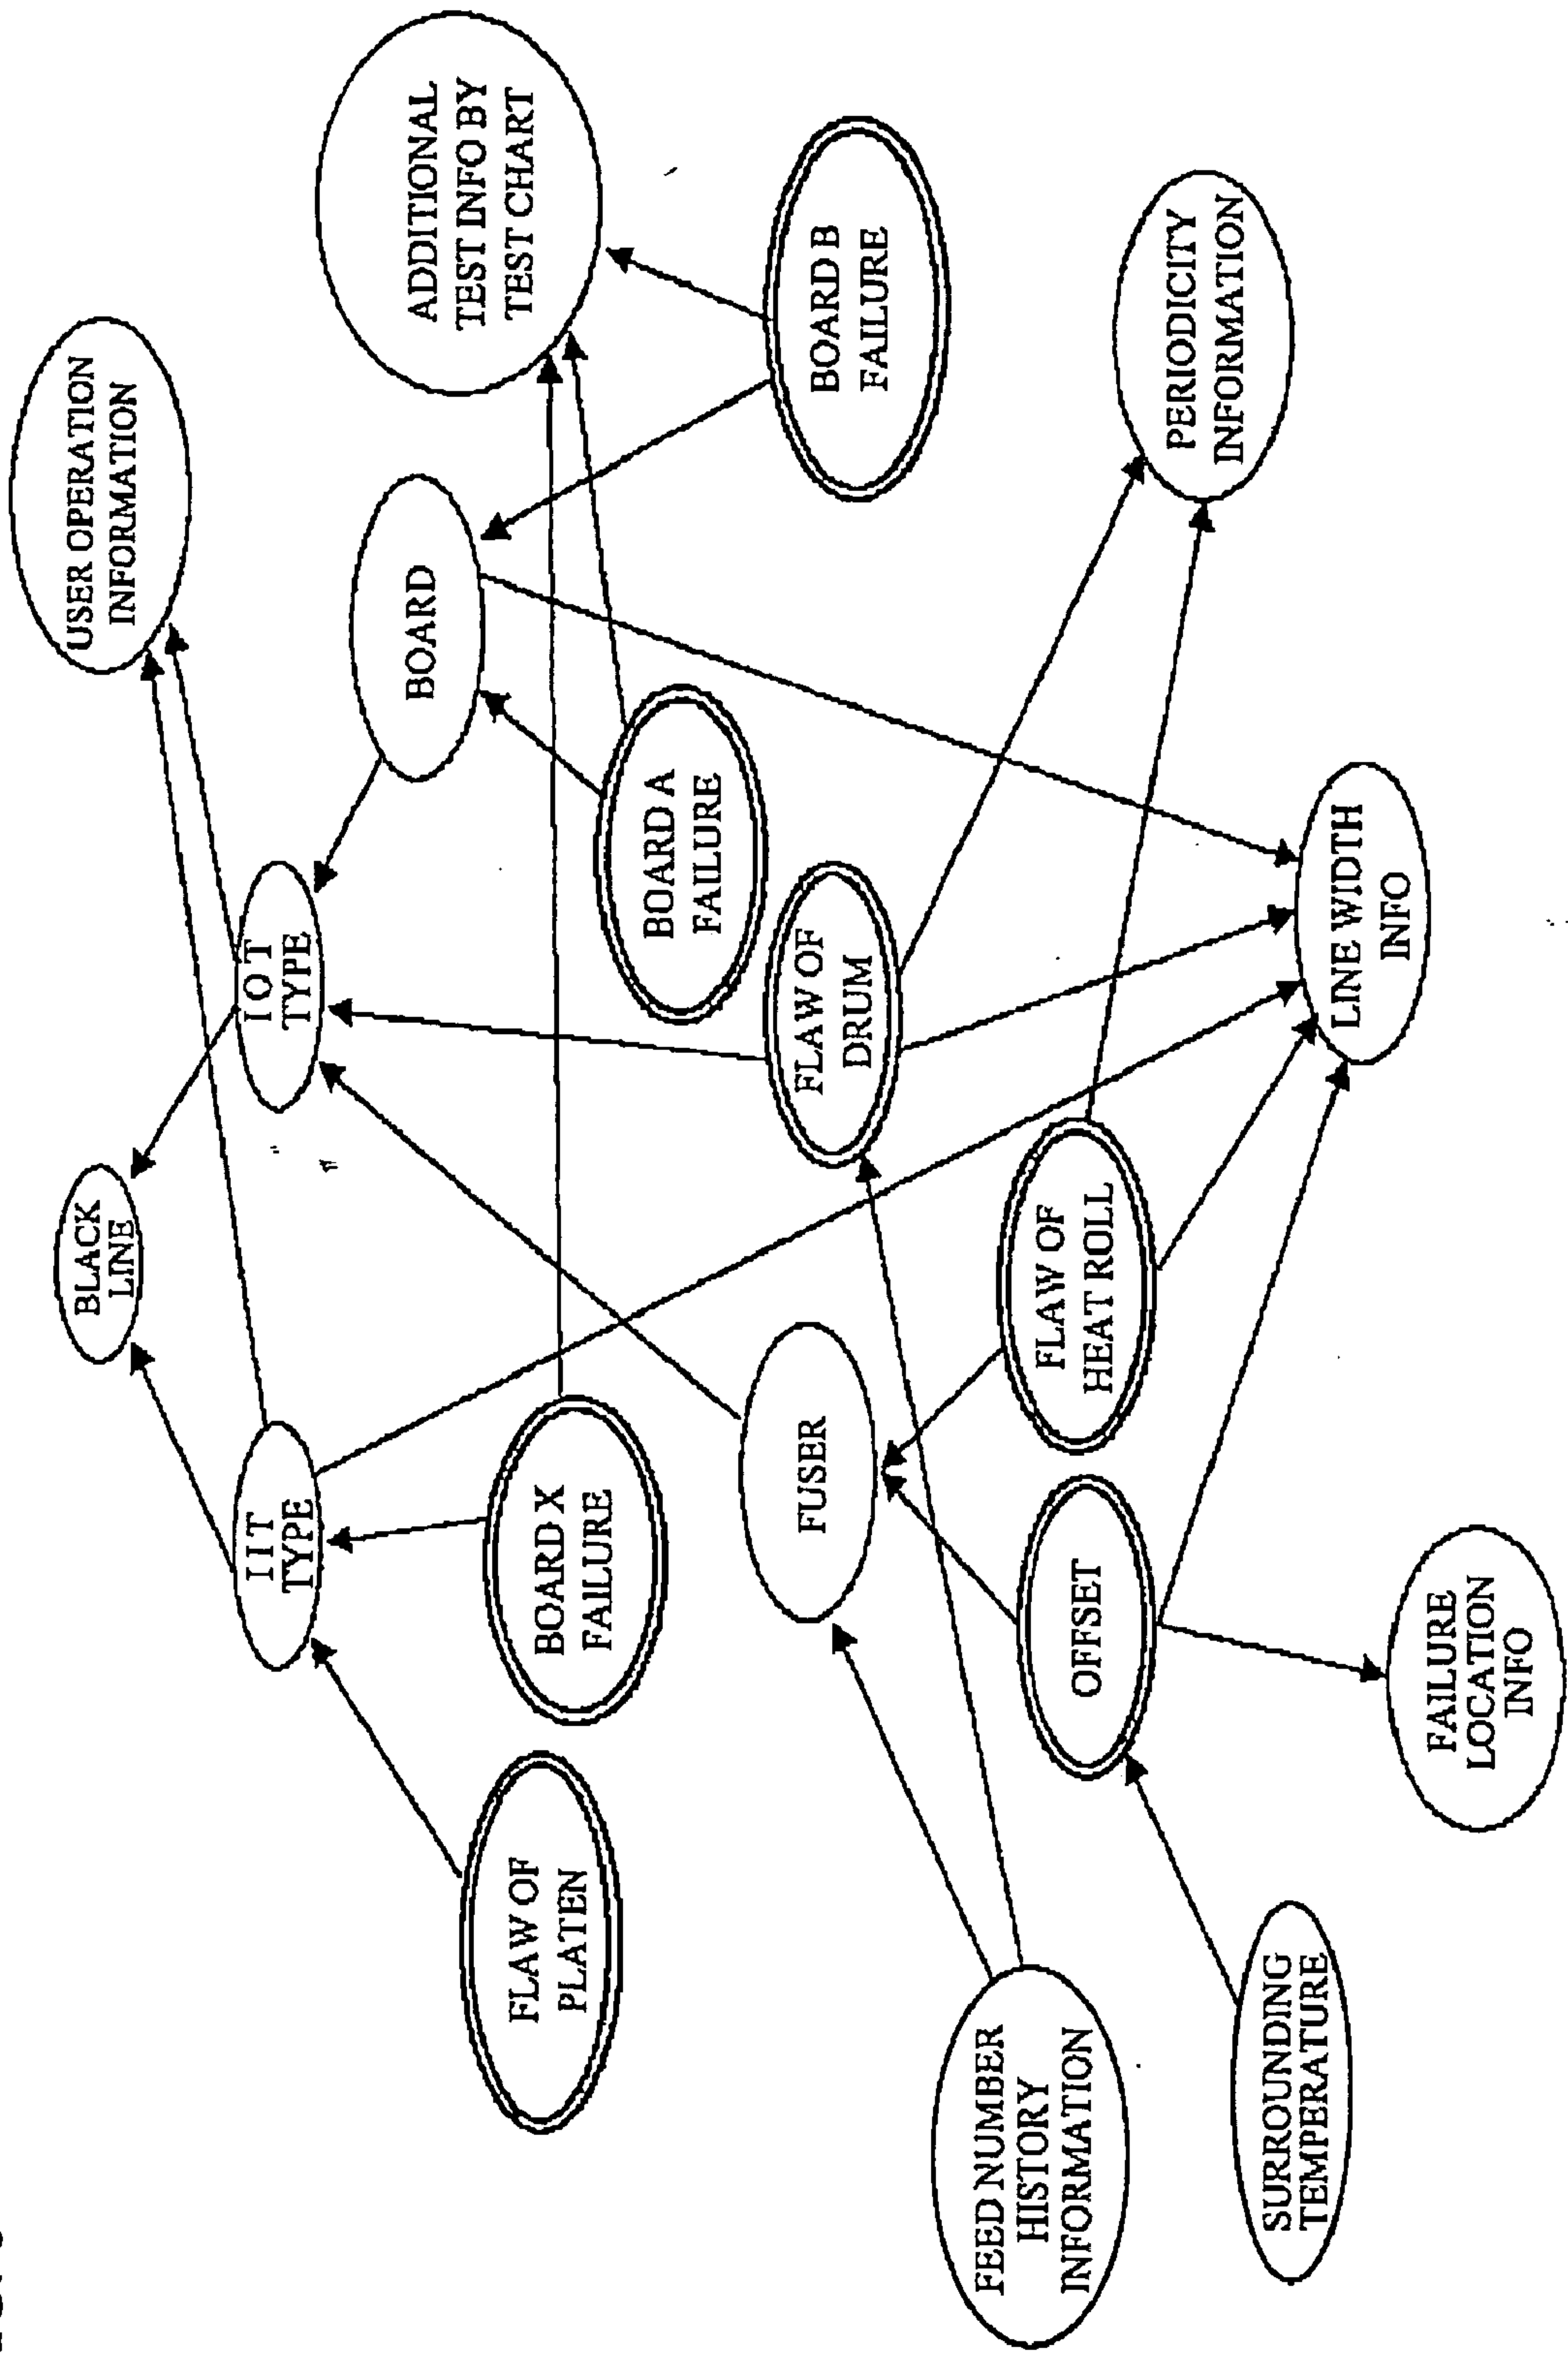 BLACK
LINE
USER OPERATION
INFORMATION
I I T
TYPE
I O T
TYPE
BOARD
ADDITIONAL
TEST INFO BY
TEST CHART
FLAW OF
PLATEN
BOARD X
FAILURE
BOARD A
FAILURE
BOARD B
FAILURE
FUSER
FLAW OF
DRUM
FEED NUMBER
HISTORY
INFORMATION
OFFSET
FLAW OF
HEAT ROLL
PERIODICITY
INFORMATION
SURROUNDING
TEMPERATURE
FAILURE
LOCATION
INFO
LINE WIDTH
INFO